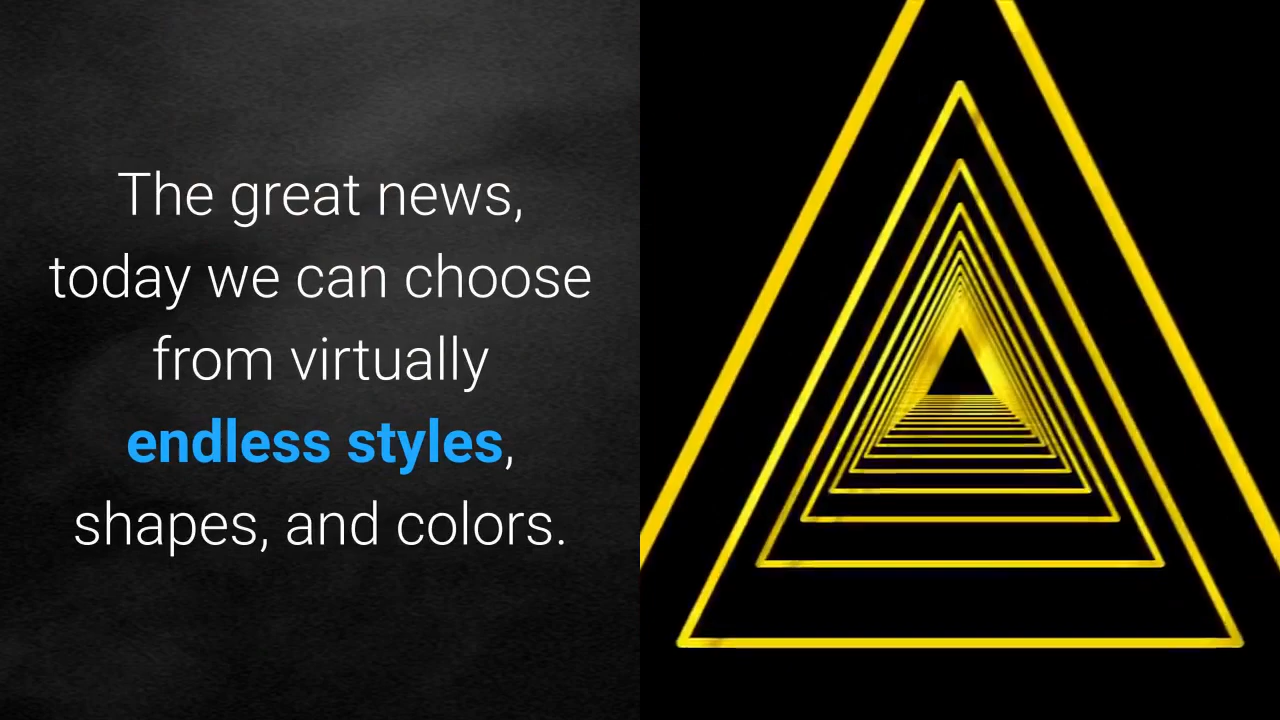 The great news,
today we can choose
from virtually
endless styles,
shapes, and colors.